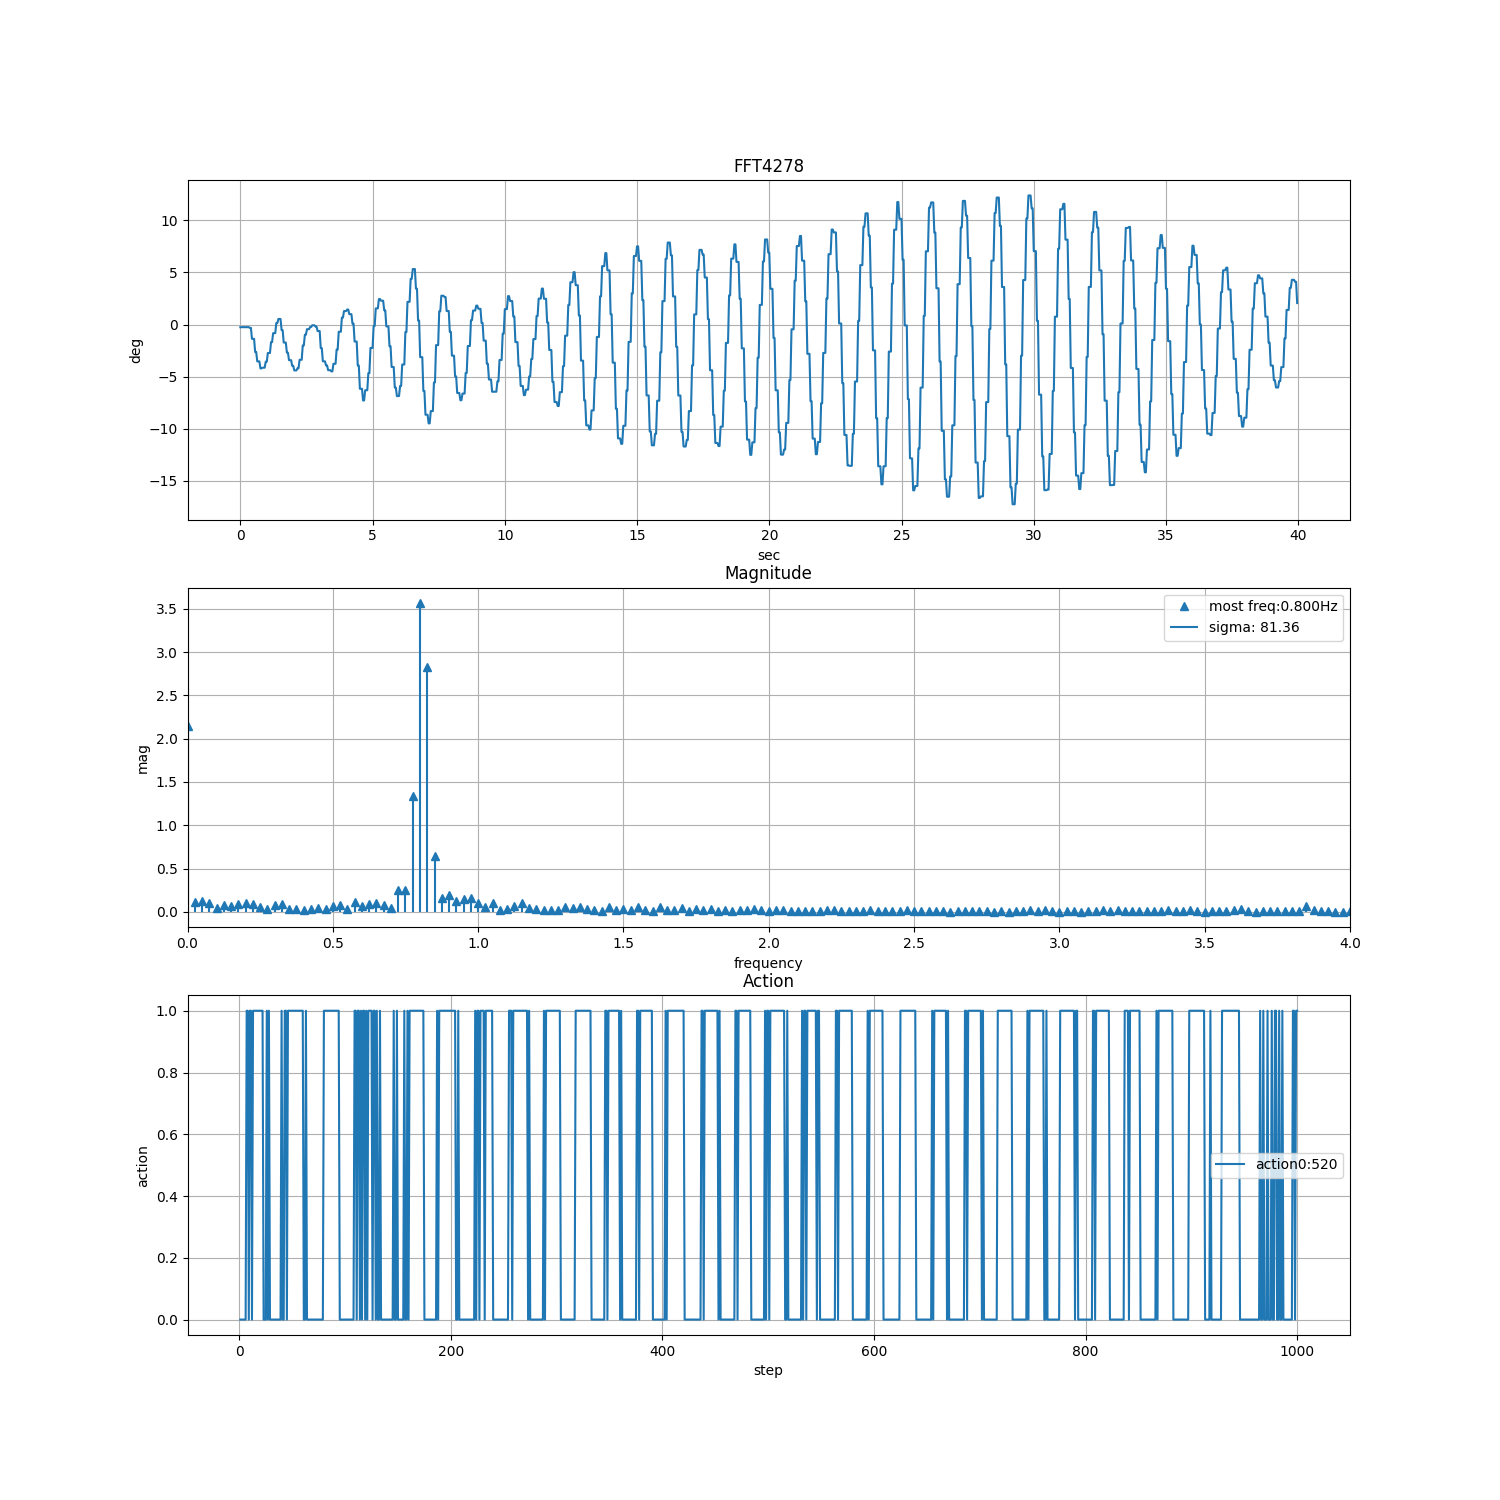 FFT4278
10
5
0
−5
−10
−15
deg
0 5 10 15 20 25 30 35 40
sec
Magnitude
most freq:0.800Hz
sigma: 81.36
3.5
3.0
2.5
2.0
1.5
1.0
0.5
0.0
mag
0.0 0.5 1.0 1.5 2.0 2.5 3.0 3.5 4.0
frequency
Action
1.0
0.8
0.6
0.4
0.2
0.0
action
action0:520
0 200 400 600 800 1000
step